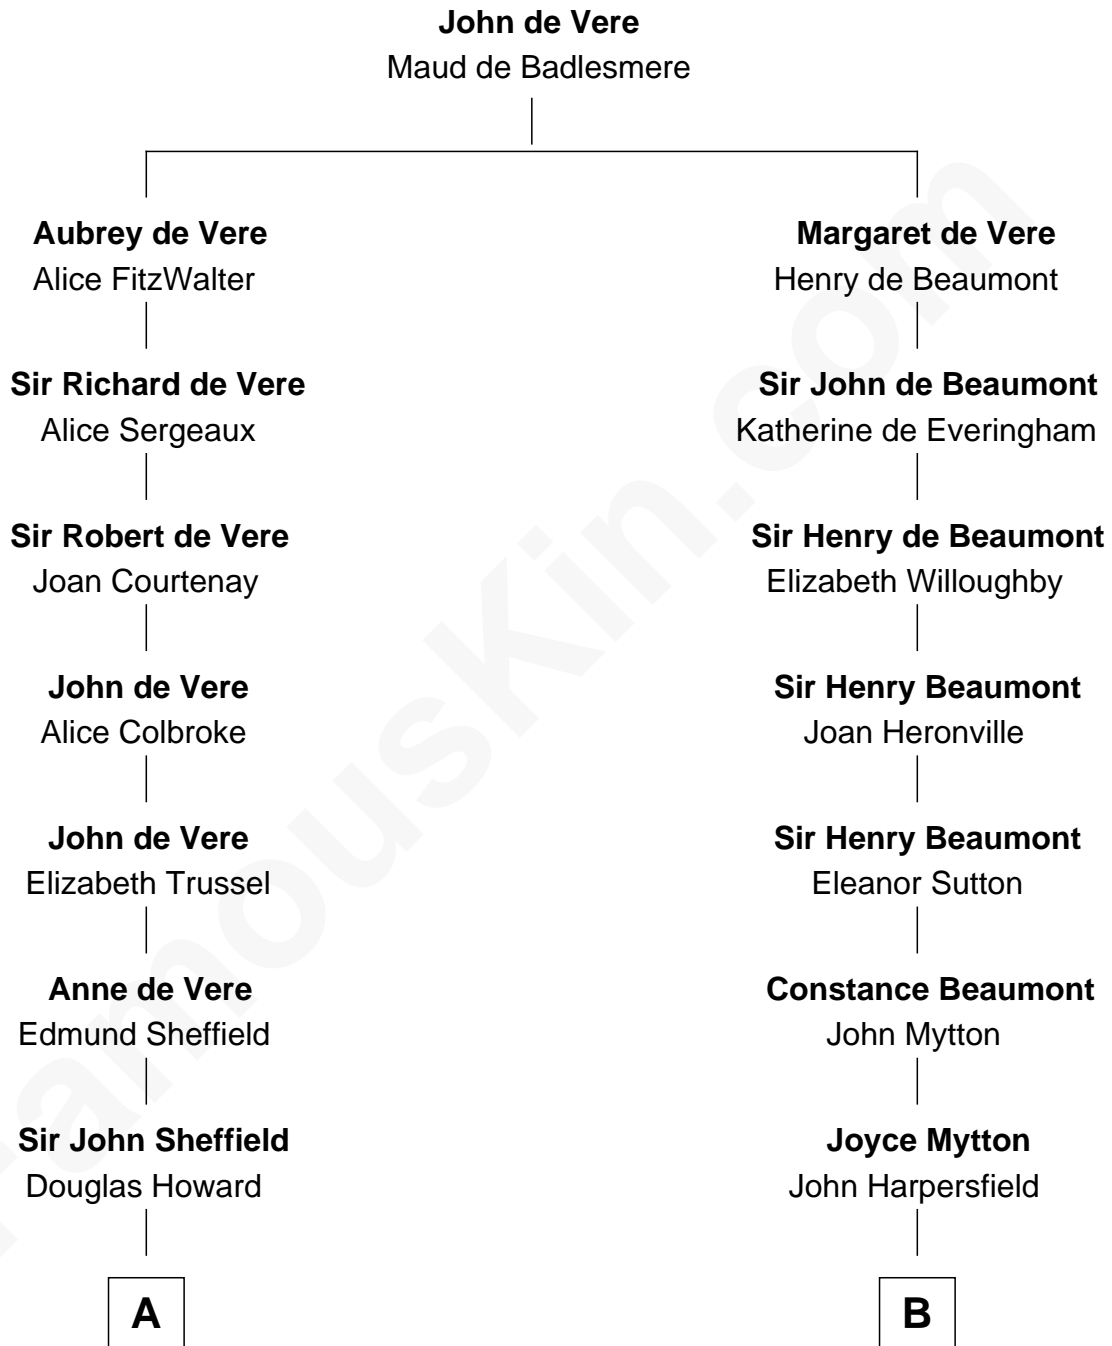 John de Vere
Maud de Badlesmere
Aubrey de Vere
Alice FitzWalter
Margaret de Vere
Henry de Beaumont
Sir Richard de Vere
Alice Sergeaux
Sir John de Beaumont
Katherine de Everingham
Sir Robert de Vere
Joan Courtenay
Sir Henry de Beaumont
Elizabeth Willoughby
John de Vere
Alice Colbroke
Sir Henry Beaumont
Joan Heronville
John de Vere
Elizabeth Trussel
Sir Henry Beaumont
Eleanor Sutton
Anne de Vere
Edmund Sheffield
Constance Beaumont
John Mytton
Sir John Sheffield
Douglas Howard
Joyce Mytton
John Harpersfield
A
B
FamousKin.com